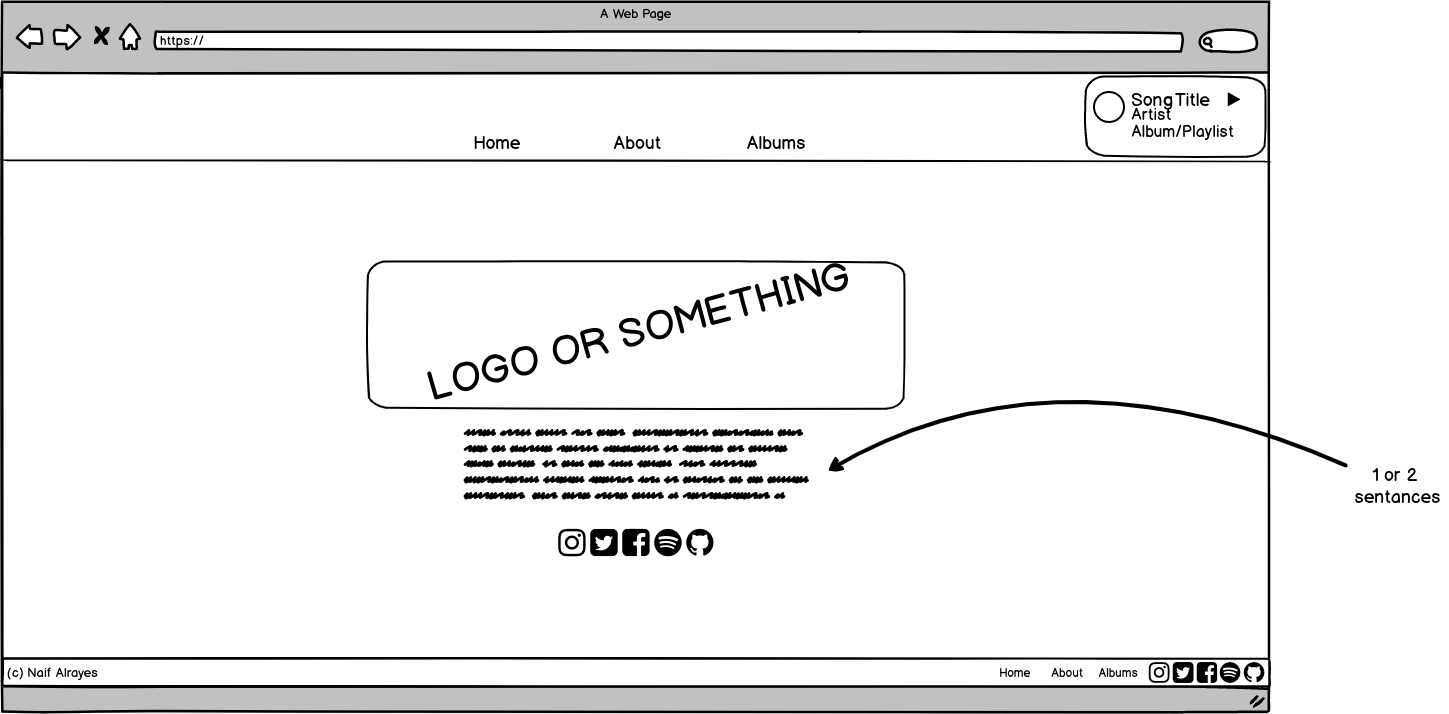 A Web Page
https://
Song Title
Artist
Album/Playlist
Home About Albums
LOGO OR SOMETHING
1 or 2
sentances
(c) Naif Alrayes
Home About Albums